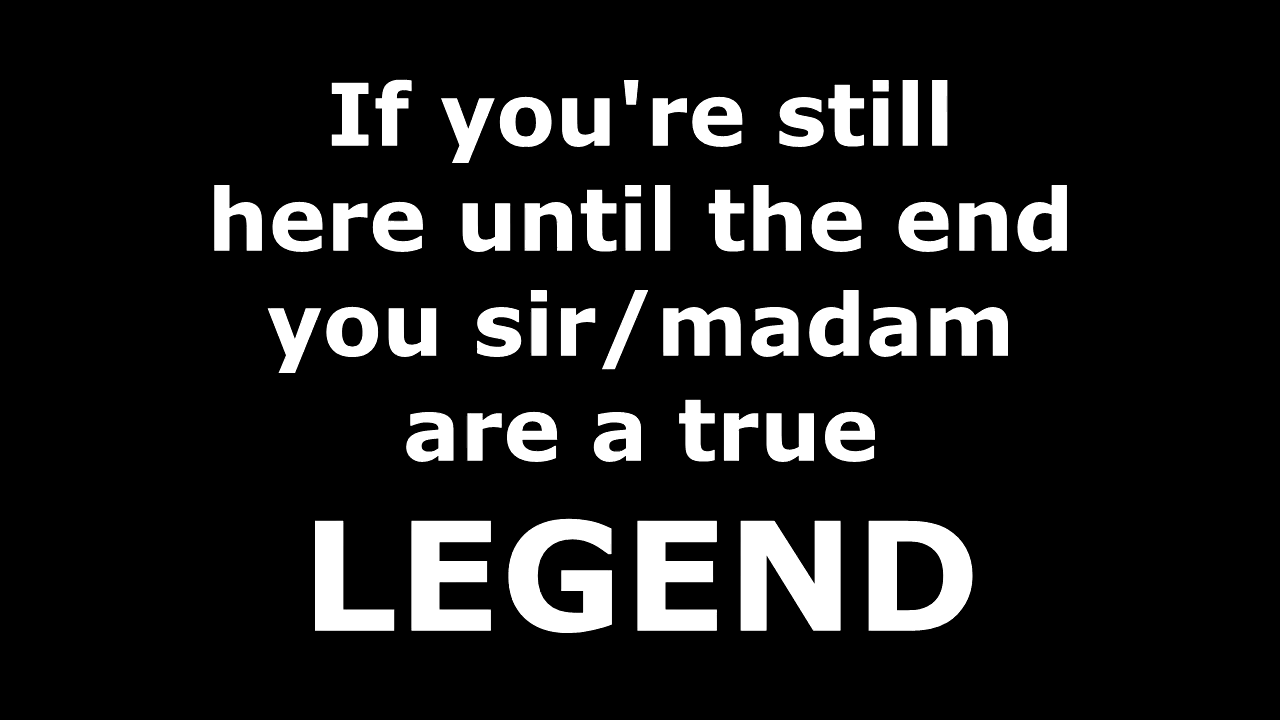 If you're still
here until the end
you sir/madam
are a true
LEGEND